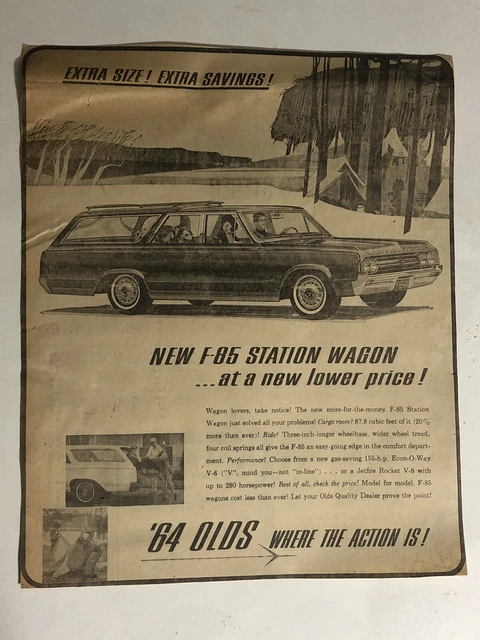 EXTRA SIZE! EXTRA SAVINGS!
NEW F-85 STATION WAGON
...at a new lower price!
Wagon lovers, take notice! The new more-for-the-money F-85 Station
Wagon just solved all your problems! Cargo room? 87.8 cubic feet of it (20%
more than ever)! Ride? Three-inch-longer wheelbase, wider wheel tread,
four coil springs all give the F-85 an easy-going edge in the comfort depart-
ment. Performance? Choose from a new gas-saving 155-h.p. Econ-O-Way
V-6 ("V", mind you—not "in-line") . . . or a Jetfire Rocket V-8 with
up to 290 horsepower! Best of all, check the price! Model for model, F-85
wagons cost less than ever! Let your Olds Quality Dealer prove the point!
'64 OLDS WHERE THE ACTION IS!